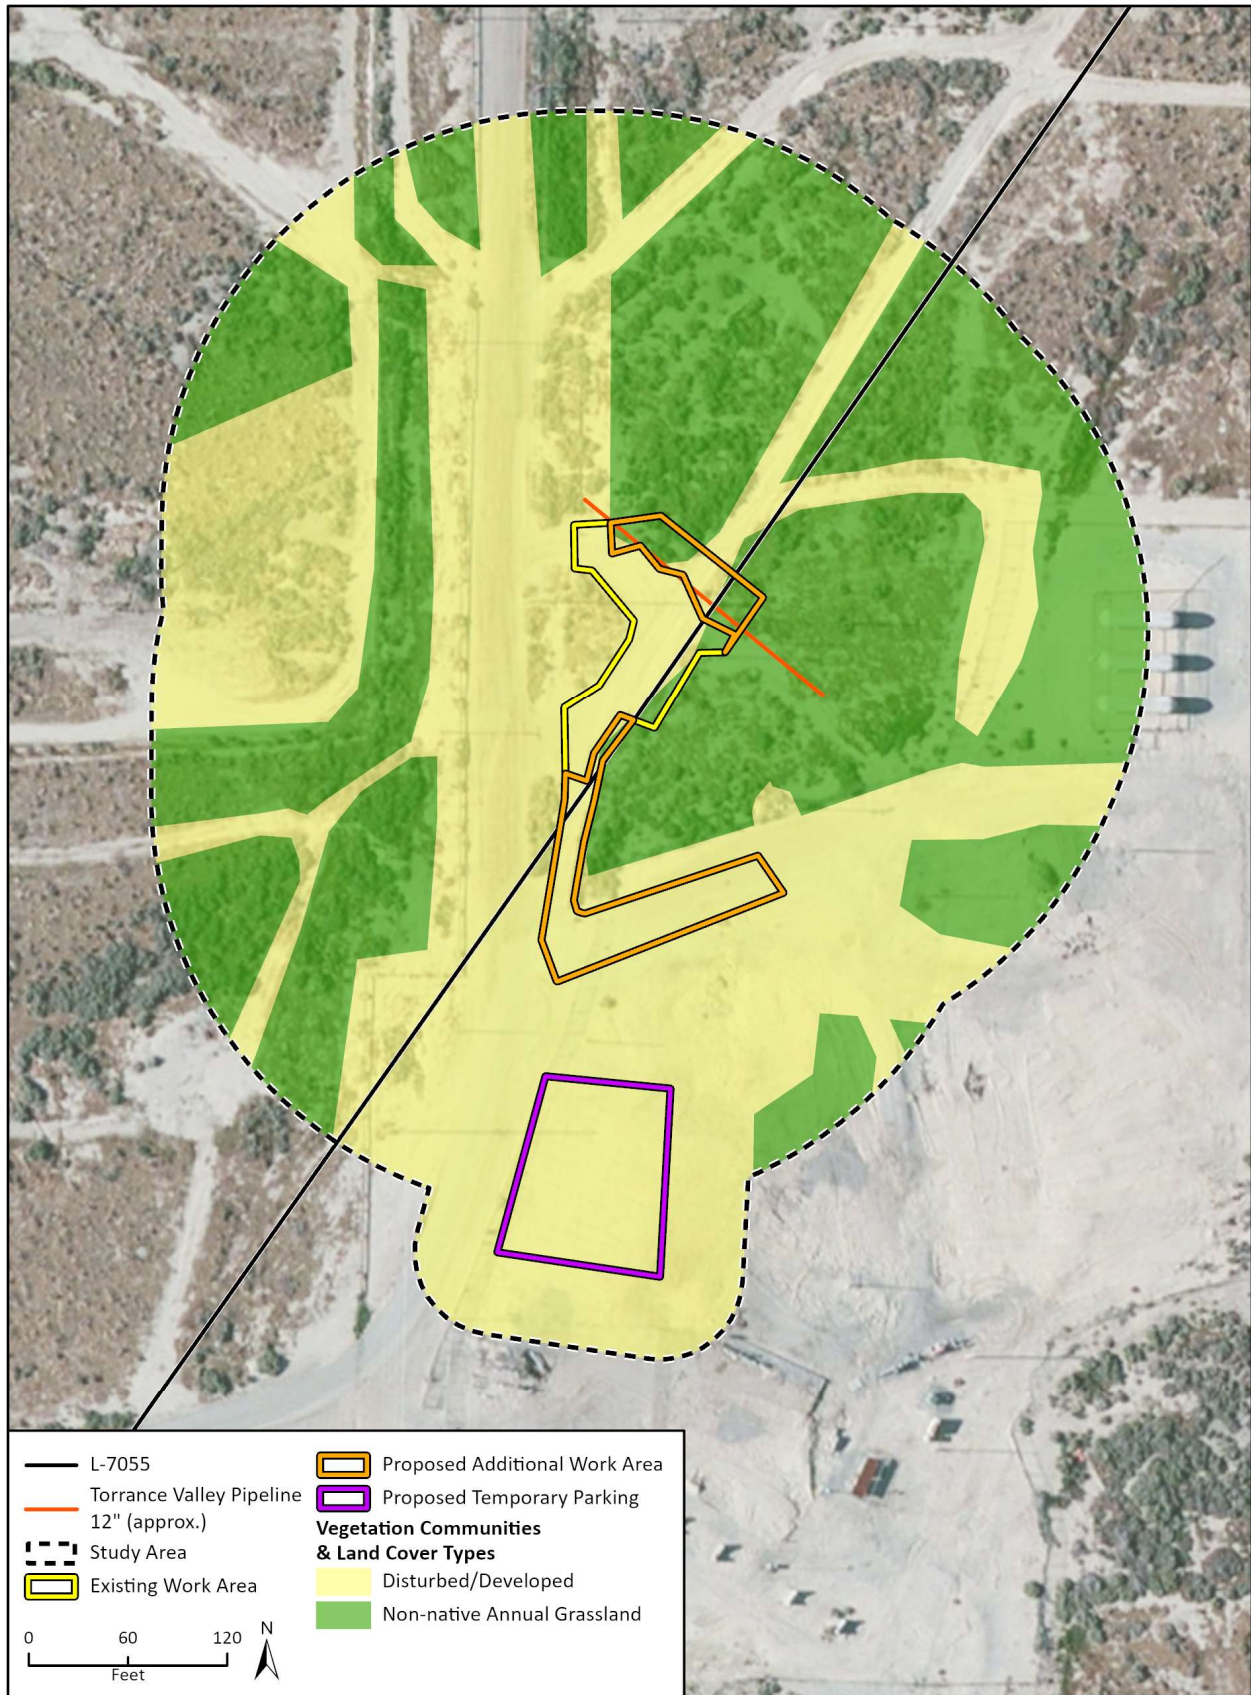 L-7055
Torrance Valley Pipeline
12" (approx.)
Study Area
Existing Work Area
Proposed Additional Work Area
Proposed Temporary Parking
Vegetation Communities
& Land Cover Types
Disturbed/Developed
Non-native Annual Grassland
0 60 120
Feet
N